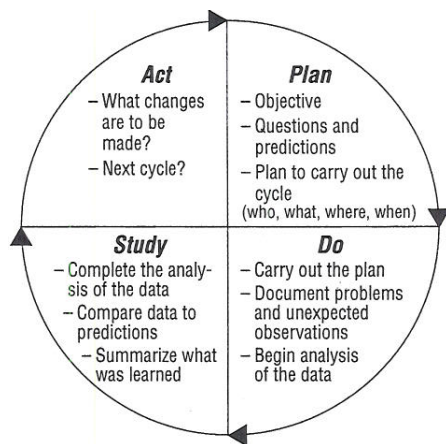 Act
– What changes
are to be
made?
– Next cycle?
Plan
– Objective
– Questions and
predictions
– Plan to carry out the
cycle
(who, what, where, when)
Study
– Complete the analy-
sis of the data
– Compare data to
predictions
– Summarize what
was learned
Do
– Carry out the plan
– Document problems
and unexpected
observations
– Begin analysis
of the data